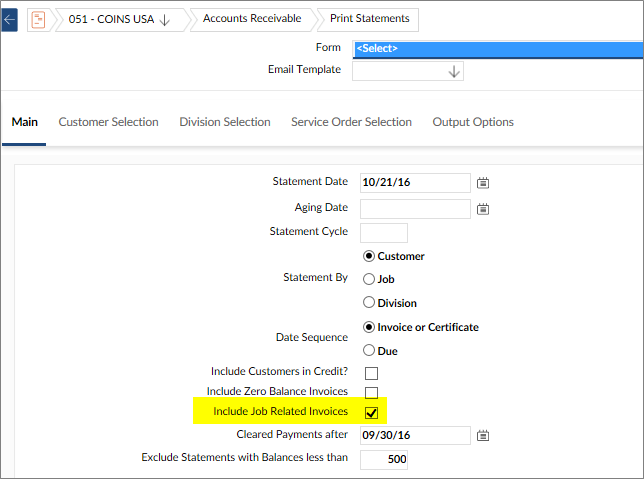 051 - COINS USA Accounts Receivable Print Statements
Form <Select>
Email Template
Main Customer Selection Division Selection Service Order Selection Output Options
Statement Date 10/21/16
Aging Date
Statement Cycle
Customer
Statement By Job
Division
Invoice or Certificate
Date Sequence
Due
Include Customers in Credit?
Include Zero Balance Invoices
Include Job Related Invoices
Cleared Payments after 09/30/16
Exclude Statements with Balances less than 500